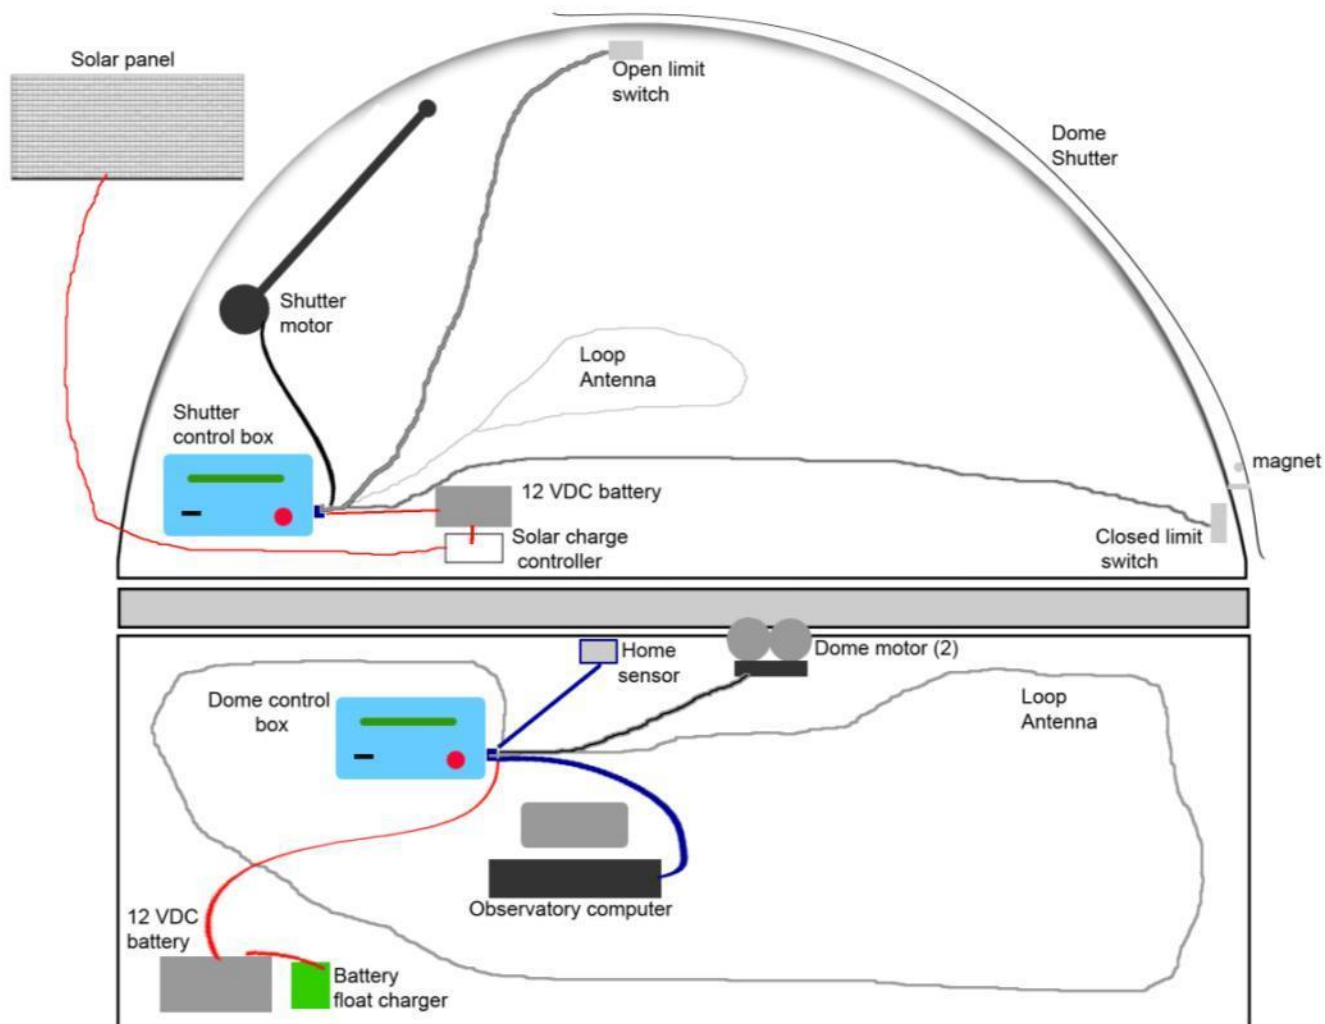 Solar panel
Open limit
switch
Dome
Shutter
Shutter
motor
Loop
Antenna
Shutter
control box
magnet
12 VDC battery
Solar charge
controller
Closed limit
switch
Home
sensor
Dome motor (2)
Dome control
box
Loop
Antenna
Observatory computer
12 VDC
battery
Battery
float charger